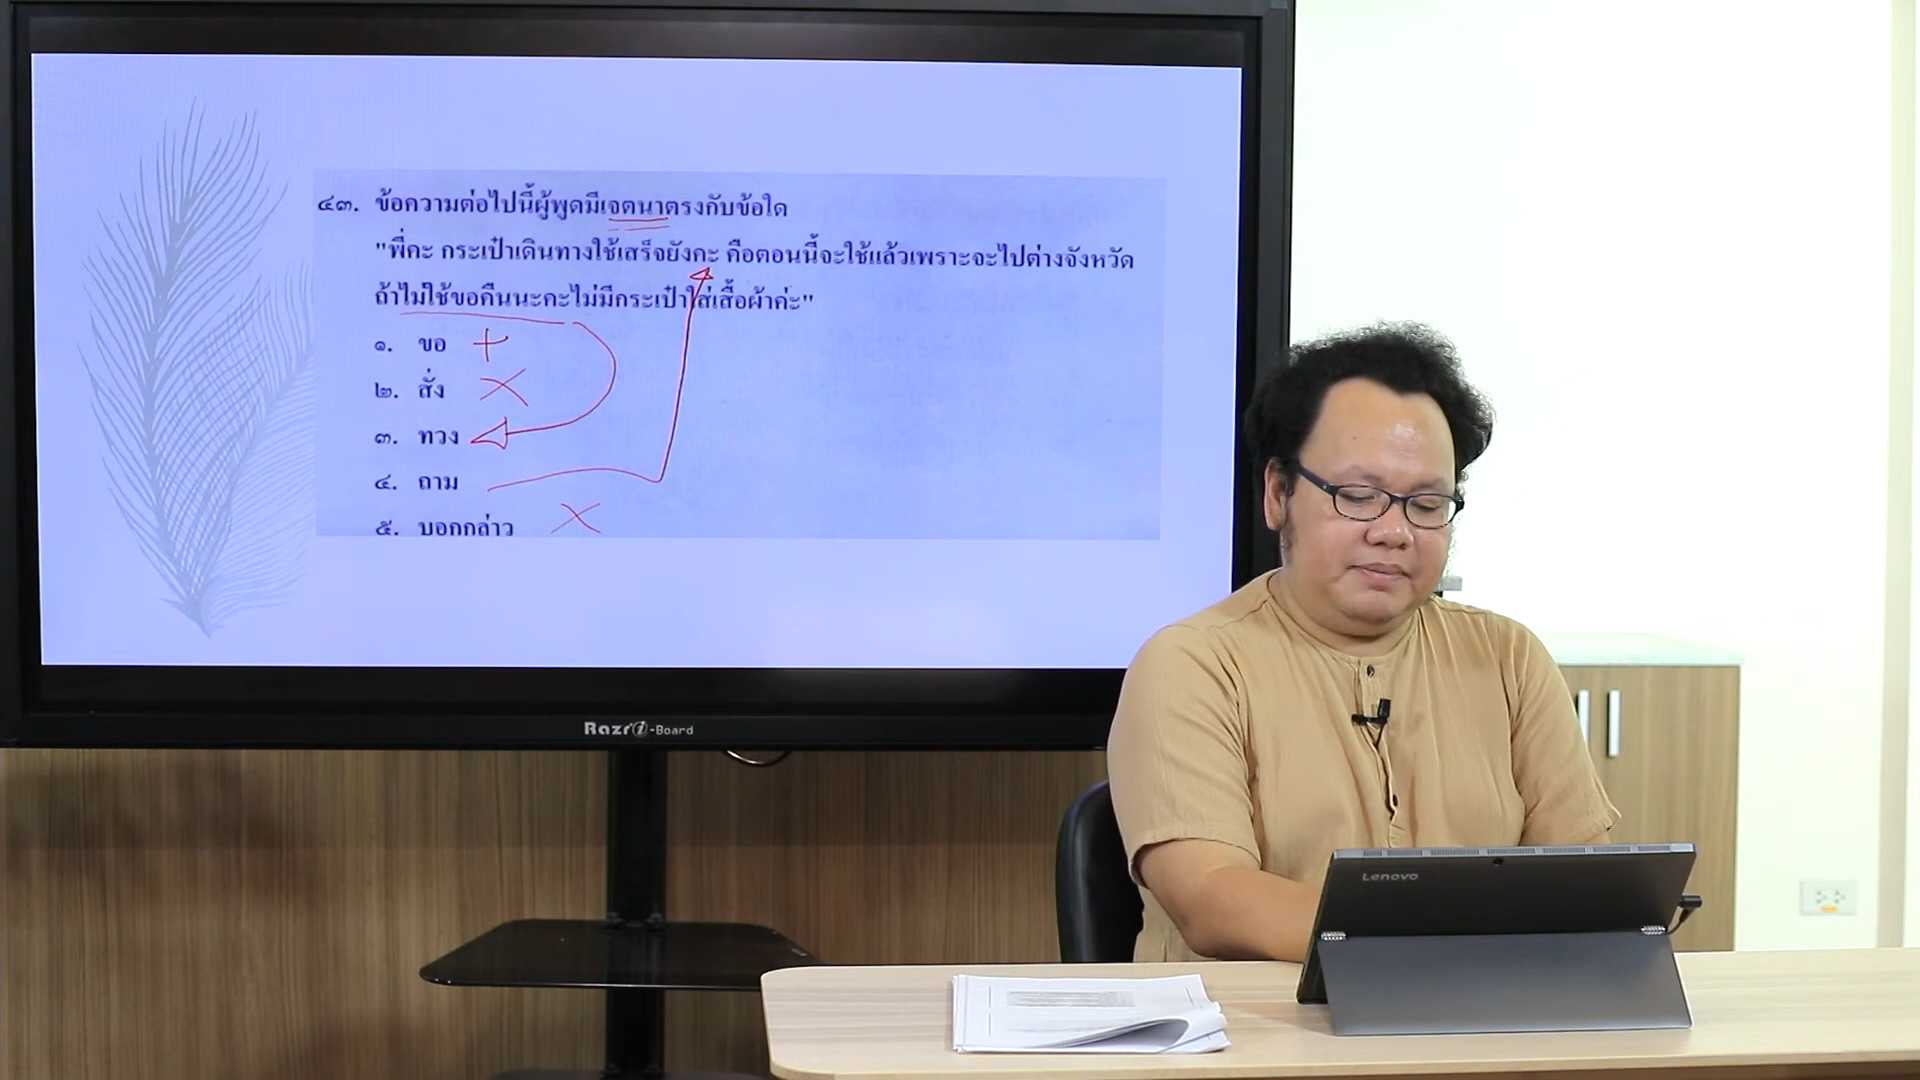 ๔๓. ข้อความต่อไปนี้ผู้พูดมีเจตนาตรงกับข้อใด
"พี่คะ กระเป๋าเดินทางใช้เสร็จยังคะ คือตอนนี้จะใช้แล้วเพราะจะไปต่างจังหวัด
ถ้าไม่ใช้ขอคืนนะคะไม่มีกระเป๋าใส่เสื้อผ้าค่ะ"
๑. ขอ
๒. สั่ง
๓. ทวง
๔. ถาม
๕. บอกกล่าว
Razr i-Board
Lenovo